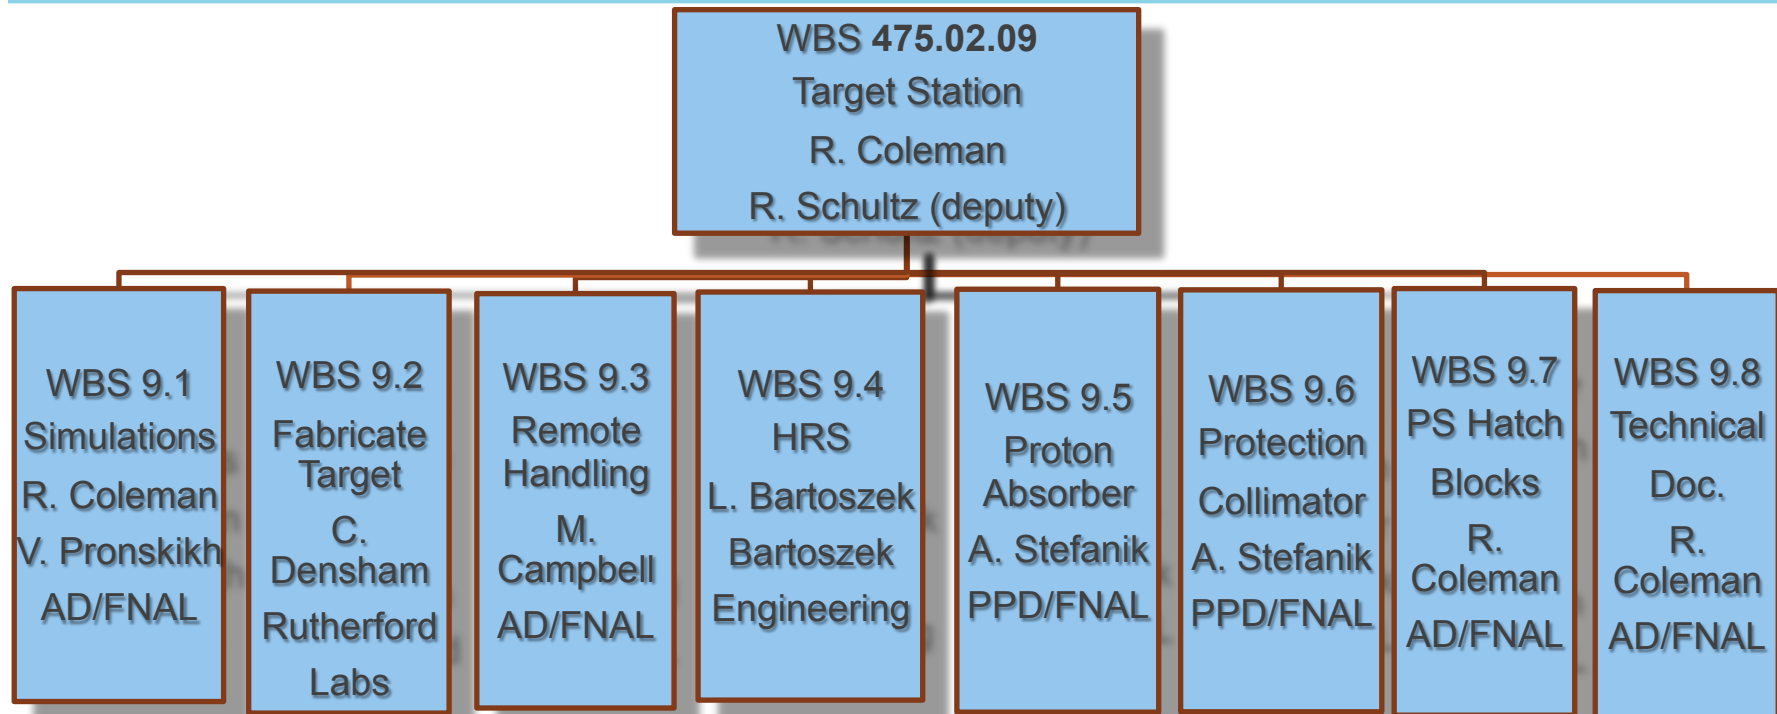 WBS 475.02.09
Target Station
R. Coleman
R. Schultz (deputy)
WBS 9.1
Simulations
R. Coleman
V. Pronskikh
AD/FNAL
WBS 9.2
Fabricate
Target
C.
Densham
Rutherford
Labs
WBS 9.3
Remote
Handling
M.
Campbell
AD/FNAL
WBS 9.4
HRS
L. Bartoszek
Bartoszek
Engineering
WBS 9.5
Proton
Absorber
A. Stefanik
PPD/FNAL
WBS 9.6
Protection
Collimator
A. Stefanik
PPD/FNAL
WBS 9.7
PS Hatch
Blocks
R.
Coleman
AD/FNAL
WBS 9.8
Technical
Doc.
R.
Coleman
AD/FNAL